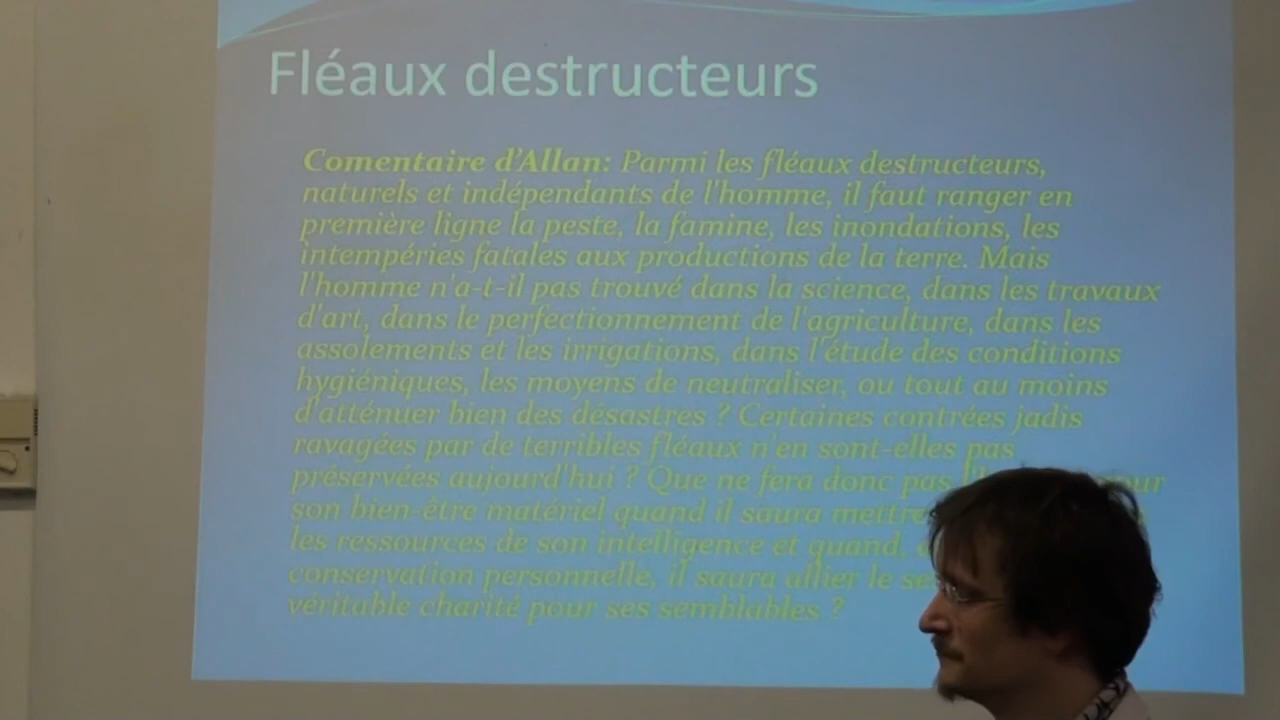 Fléaux destructeurs
Comentaire d'Allan: Parmi les fléaux destructeurs,
naturels et indépendants de l'homme, il faut ranger en
première ligne la peste, la famine, les inondations, les
intempéries fatales aux productions de la terre. Mais
l'homme n'a-t-il pas trouvé dans la science, dans les travaux
d'art, dans le perfectionnement de l'agriculture, dans les
assolements et les irrigations, dans l'étude des conditions
hygiéniques, les moyens de neutraliser, ou tout au moins
d'atténuer bien des désastres ? Certaines contrées jadis
ravagées par de terribles fléaux n'en sont-elles pas
préservées aujourd'hui ? Que ne fera donc pas
son bien-être matériel quand il saura mettre
les ressources de son intelligence et quand,
conservation personnelle, il saura allier le
véritable charité pour ses semblables ?